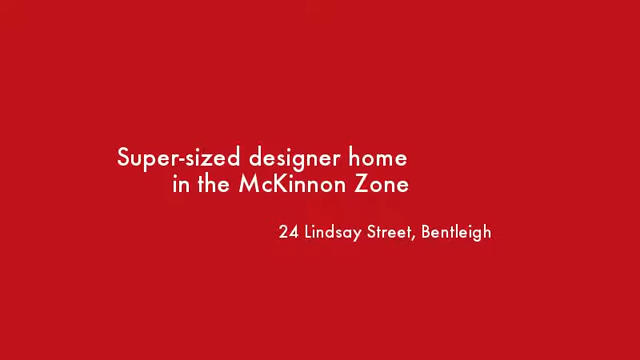 Super-sized designer home
in the McKinnon Zone
24 Lindsay Street, Bentleigh